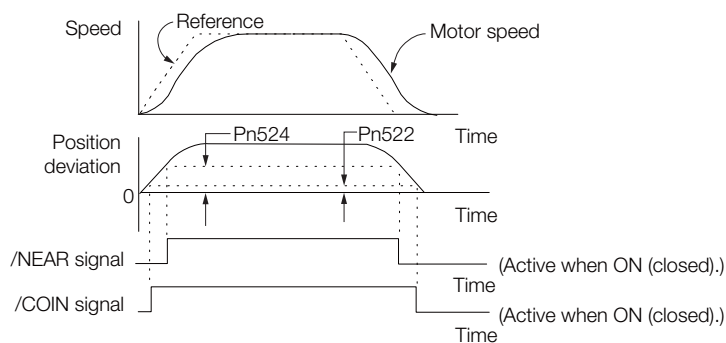 Speed
Reference
Motor speed
Time
Position
deviation
Pn524
Pn522
0
Time
/NEAR signal
(Active when ON (closed).)
Time
/COIN signal
(Active when ON (closed).)
Time